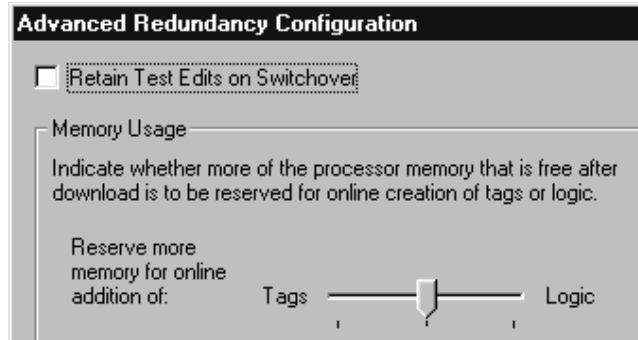 Advanced Redundancy Configuration
Retain Test Edits on Switchover
Memory Usage
Indicate whether more of the processor memory that is free after
download is to be reserved for online creation of tags or logic.
Reserve more
memory for online
addition of:
Tags
Logic